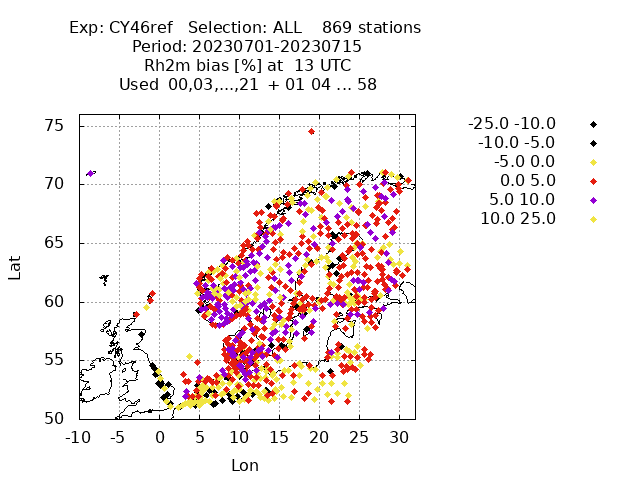 Exp: CY46ref   Selection: ALL    869 stations
Period: 20230701-20230715
Rh2m bias [%] at  13 UTC
Used  00,03,...,21  + 01 04 ... 58
-25.0 -10.0
-10.0 -5.0
-5.0 0.0
0.0 5.0
5.0 10.0
10.0 25.0
75
70
65
60
55
50
Lat
-10 -5 0 5 10 15 20 25 30
Lon